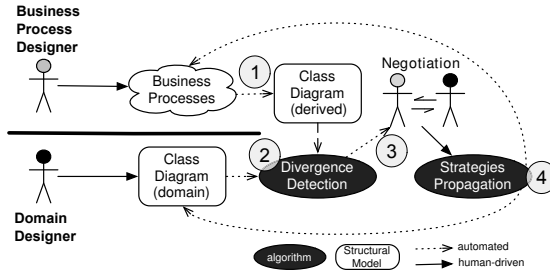 Business
Process
Designer
Business
Processes
1
Class
Diagram
(derived)
Negotiation
Class
Diagram
(domain)
2
Divergence
Detection
3
Strategies
Propagation
4
Domain
Designer
algorithm
Structural
Model
automated
human-driven